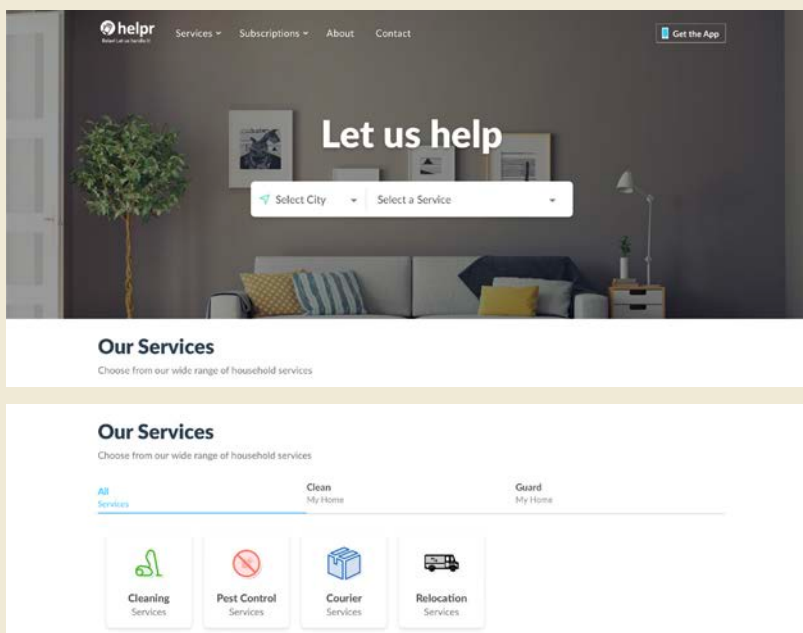 helpr
Services
Subscriptions
About
Contact
Get the App
Let us help
Select City
Select a Service
Our Services
Choose from our wide range of household services
Our Services
Choose from our wide range of household services
All
Services
Clean
My Home
Guard
My Home
Cleaning
Services
Pest Control
Services
Courier
Services
Relocation
Services